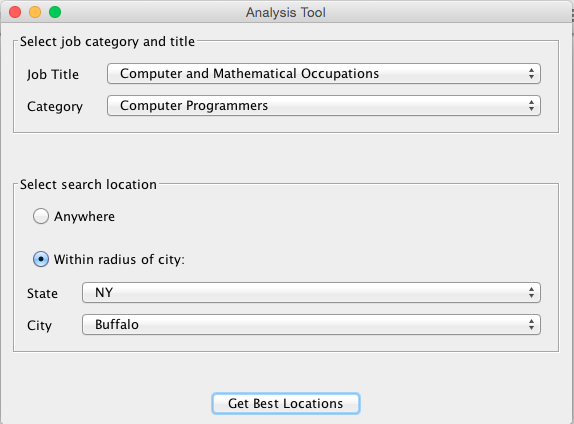 Analysis Tool
Select job category and title
Job Title Computer and Mathematical Occupations
Category Computer Programmers
Select search location
Anywhere
Within radius of city:
State NY
City Buffalo
Get Best Locations